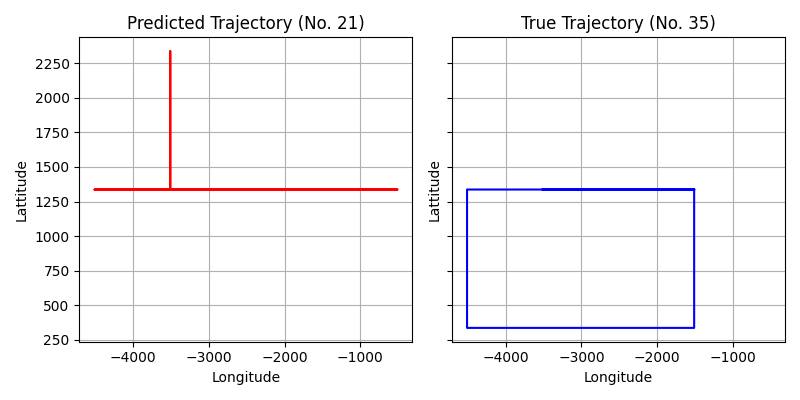 Predicted Trajectory (No. 21)
True Trajectory (No. 35)
Lattitude
2250
2000
1750
1500
1250
1000
750
500
250
−4000
−3000
−2000
−1000
Longitude
Lattitude
−4000
−3000
−2000
−1000
Longitude